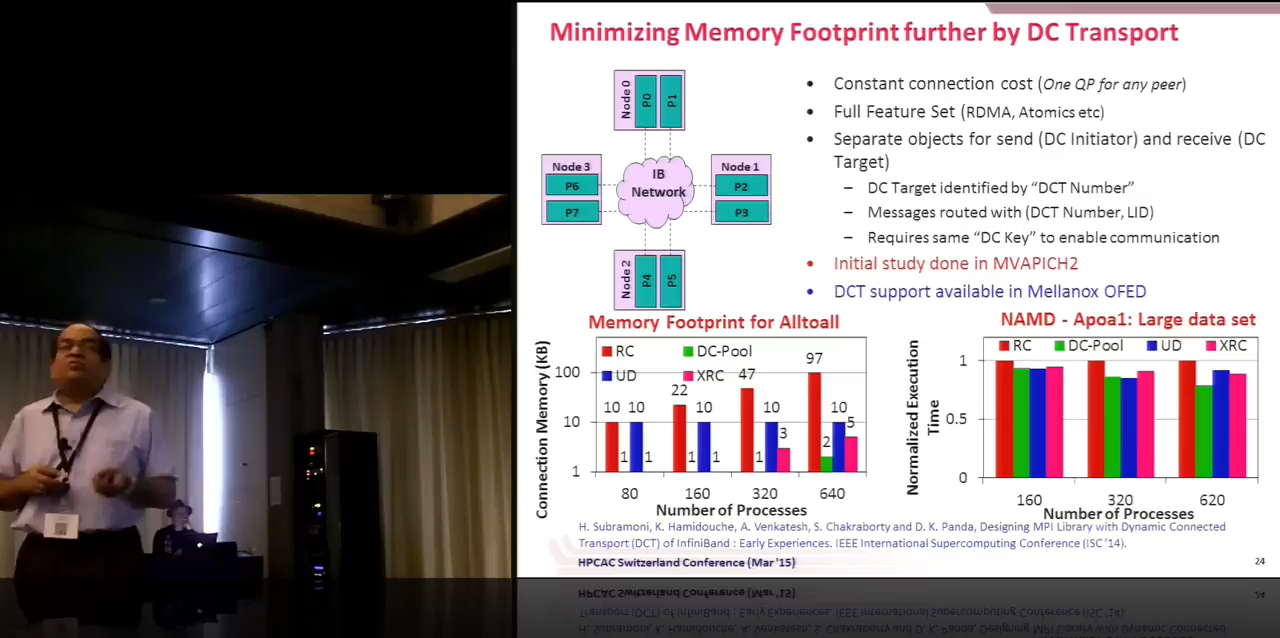 Minimizing Memory Footprint further by DC Transport
Node 0
P0
P1
Node 3
P6
P7
IB
Network
Node 1
P2
P3
Node 2
P4
P5
• Constant connection cost (One QP for any peer)
• Full Feature Set (RDMA, Atomics etc)
• Separate objects for send (DC Initiator) and receive (DC
Target)
– DC Target identified by “DCT Number”
– Messages routed with (DCT Number, LID)
– Requires same “DC Key” to enable communication
• Initial study done in MVAPICH2
• DCT support available in Mellanox OFED
Memory Footprint for Alltoall
Connection Memory (KB)
RC DC-Pool
UD XRC
100
10
1
10 1 10 1
22 1 10 1
47 1 10 3
97 2 10 5
80 160 320 640
Number of Processes
NAMD - Apoa1: Large data set
RC DC-Pool UD XRC
Normalized Execution
Time
1
0.5
0
160 320 620
Number of Processes
H. Subramoni, K. Hamidouche, A. Venkatesh, S. Chakraborty and D. K. Panda, Designing MPI Library with Dynamic Connected
Transport (DCT) of InfiniBand : Early Experiences. IEEE International Supercomputing Conference (ISC '14).
HPCAC Switzerland Conference (Mar '15)
24